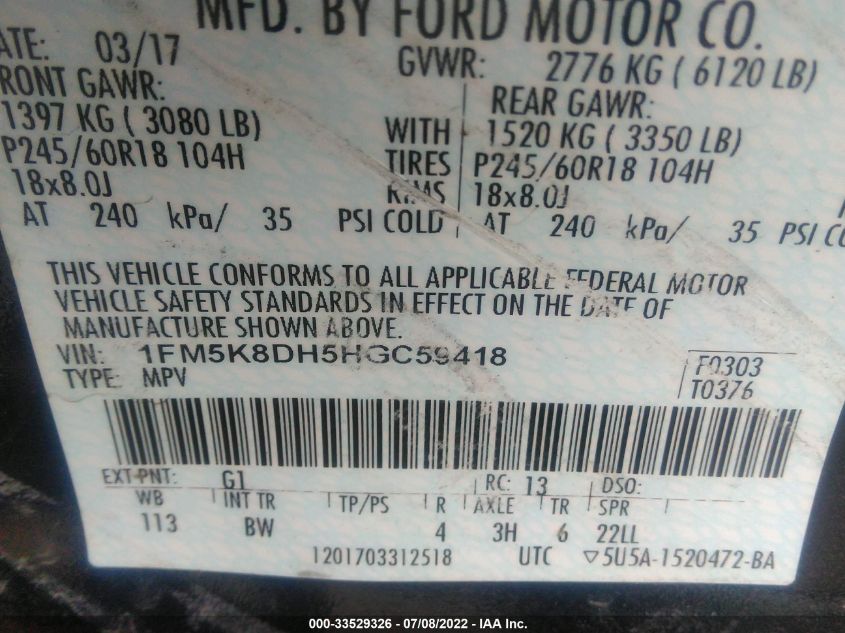 MFD. BY FORD MOTOR CO.
03/17 GVWR: 2776 KG ( 6120 LB)
GAWR: REAR GAWR:
1397 KG ( 3080 LB) WITH 1520 KG ( 3350 LB)
P245/60R18 104H TIRES P245/60R18 104H
18x8.0J RIMS 18x8.0J
AT 240 kPa/ 35 PSI COLD AT 240 kPa/ 35 PSI
THIS VEHICLE CONFORMS TO ALL APPLICABLE FEDERAL MOTOR
VEHICLE SAFETY STANDARDS IN EFFECT ON THE DATE OF
MANUFACTURE SHOWN ABOVE.
VIN: 1FM5K8DH5HGC59418 F0303
TYPE: MPV T0376
EXT PNT: G1 RC: 13 DSO:
WB INT TR TP/PS R AXLE TR SPR
113 BW 4 3H 6 22LL
1201703312518 UTC ▽5U5A-1520472-BA
000-33529326 - 07/08/2022 - IAA Inc.